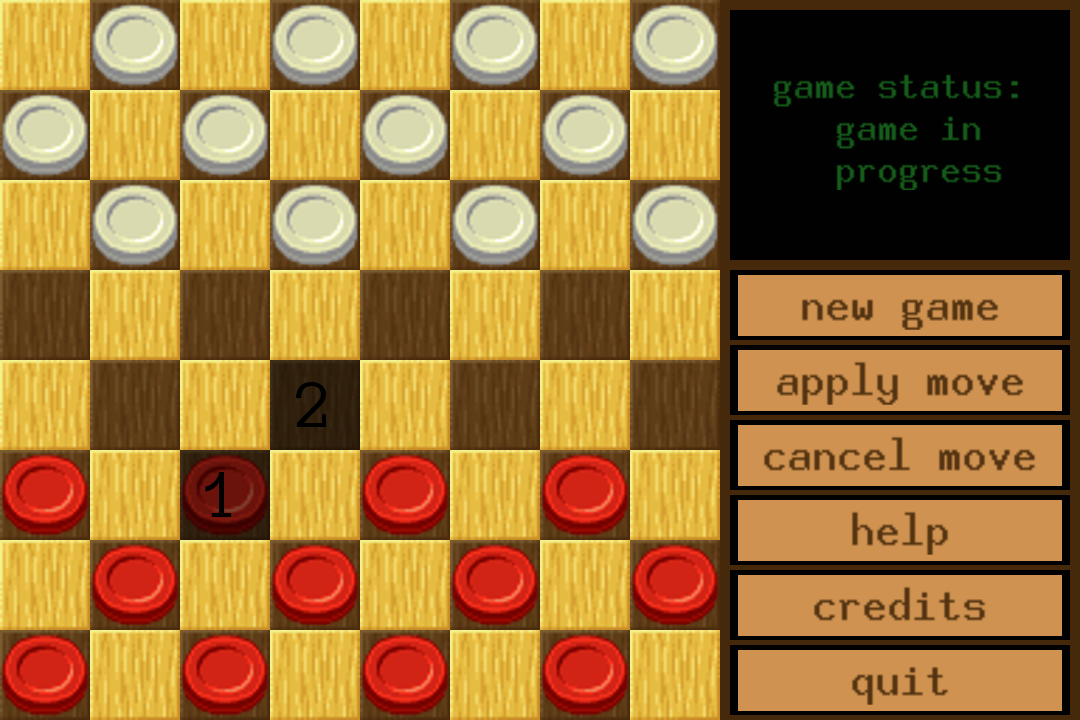 game status:
game in
progress
new game
apply move
2
cancel move
1
help
credits
quit